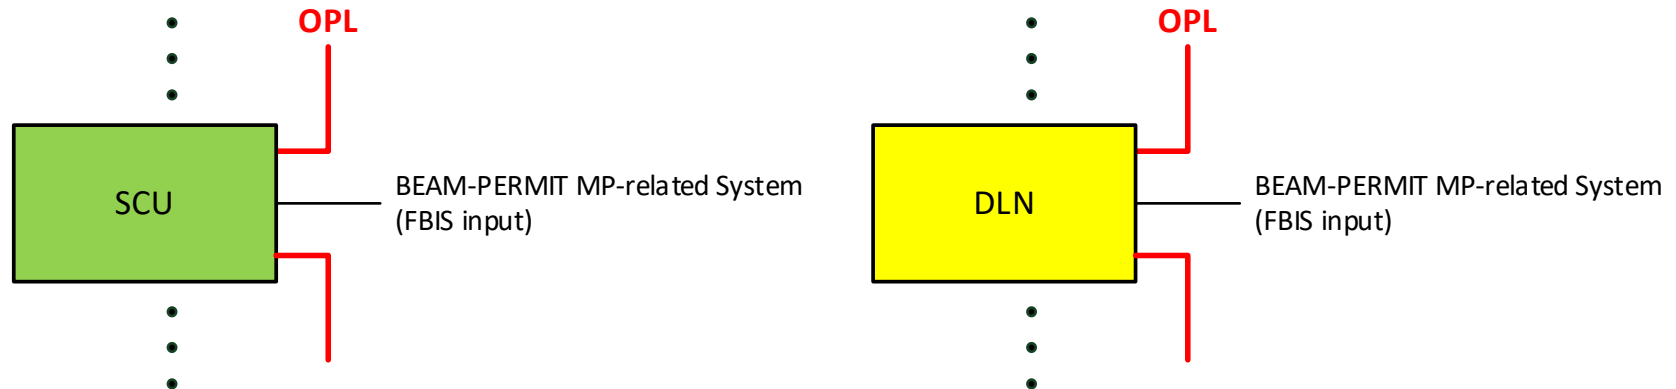 OPL
SCU
BEAM-PERMIT MP-related System
(FBIS input)
OPL
DLN
BEAM-PERMIT MP-related System
(FBIS input)